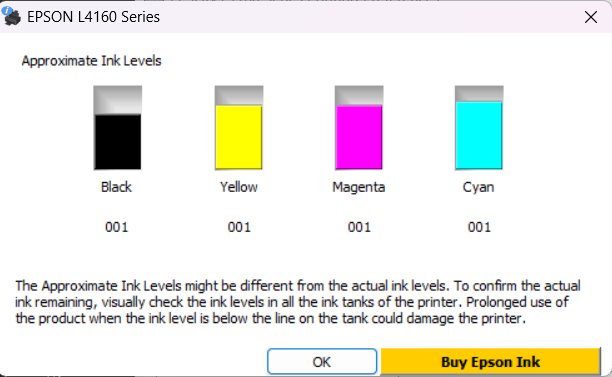 EPSON L4160 Series
Approximate Ink Levels
Black Yellow Magenta Cyan
001 001 001 001
The Approximate Ink Levels might be different from the actual ink levels. To confirm the actual
ink remaining, visually check the ink levels in all the ink tanks of the printer. Prolonged use of
the product when the ink level is below the line on the tank could damage the printer.
OK Buy Epson Ink